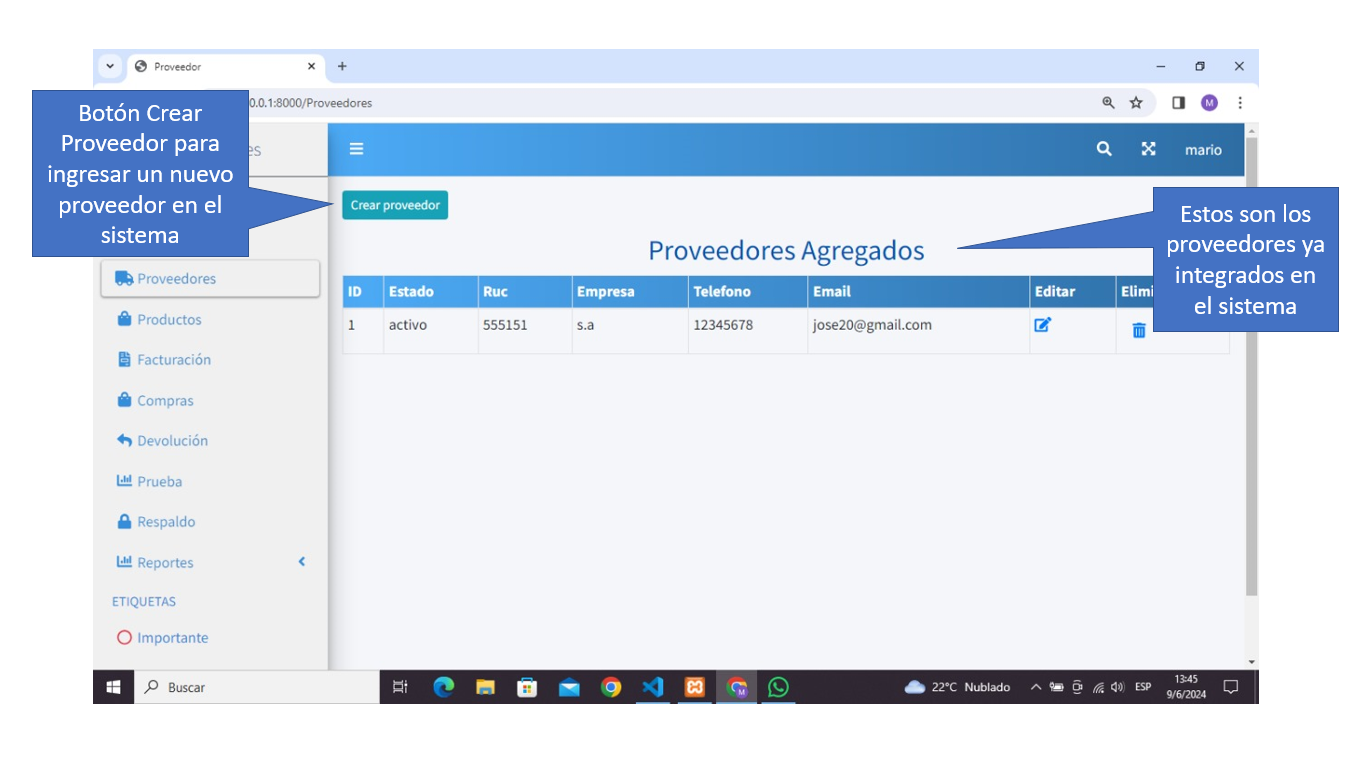 Proveedor
0.0.1:8000/Proveedores
M
Botón Crear
Proveedor para
ingresar un nuevo
proveedor en el
sistema
es
mario
Crear proveedor
Proveedores Agregados
Estos son los
proveedores ya
integrados en
el sistema
ID Estado Ruc Empresa Telefono Email Editar Elimi
1 activo 555151 s.a 12345678 jose20@gmail.com
Proveedores
Productos
Facturación
Compras
Devolución
Prueba
Respaldo
Reportes
ETIQUETAS
Importante
Buscar
22°C Nublado
ESP
13:45
9/6/2024